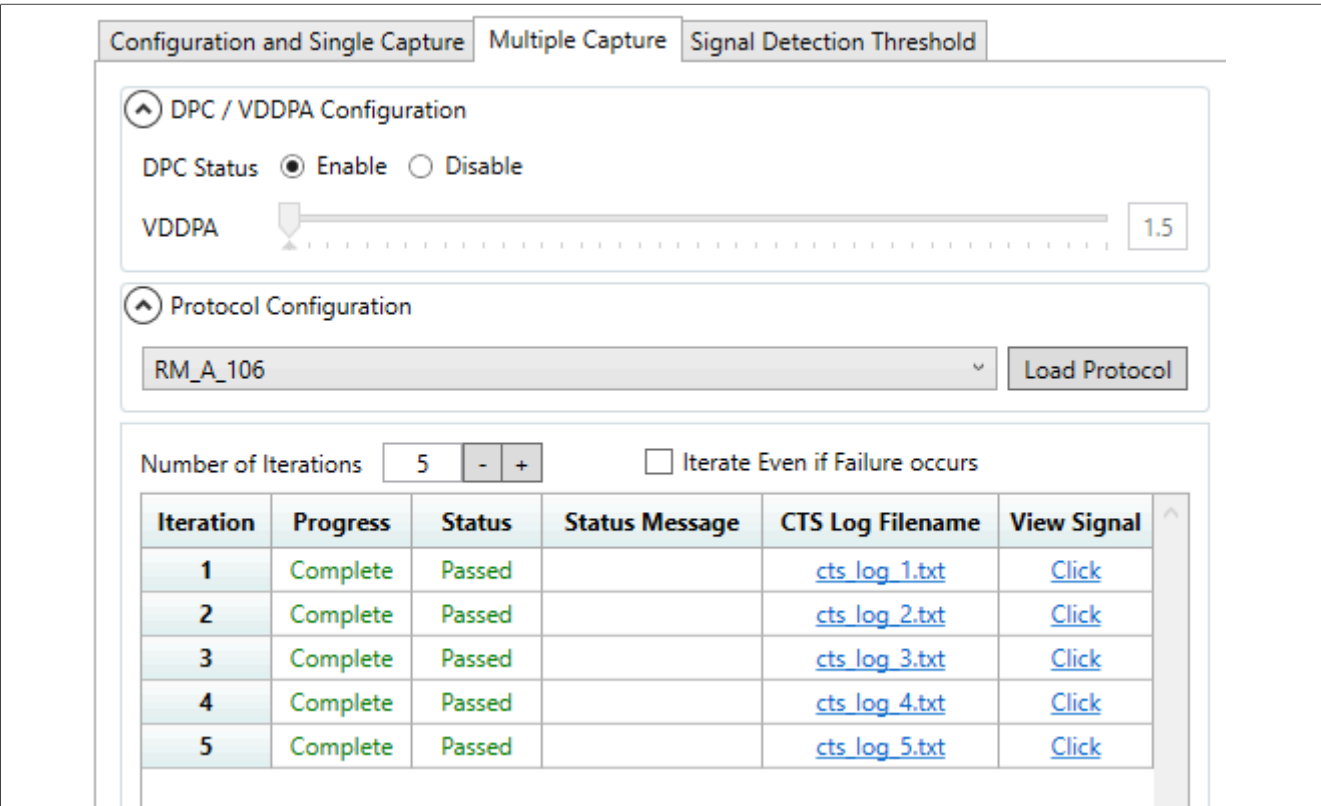 Configuration and Single Capture Multiple Capture Signal Detection Threshold
DPC / VDDPA Configuration
DPC Status Enable Disable
VDDPA 1.5
Protocol Configuration
RM_A_106 Load Protocol
Number of Iterations 5 - + Iterate Even if Failure occurs
Iteration Progress Status Status Message CTS Log Filename View Signal
1 Complete Passed cts_log_1.txt Click
2 Complete Passed cts_log_2.txt Click
3 Complete Passed cts_log_3.txt Click
4 Complete Passed cts_log_4.txt Click
5 Complete Passed cts_log_5.txt Click